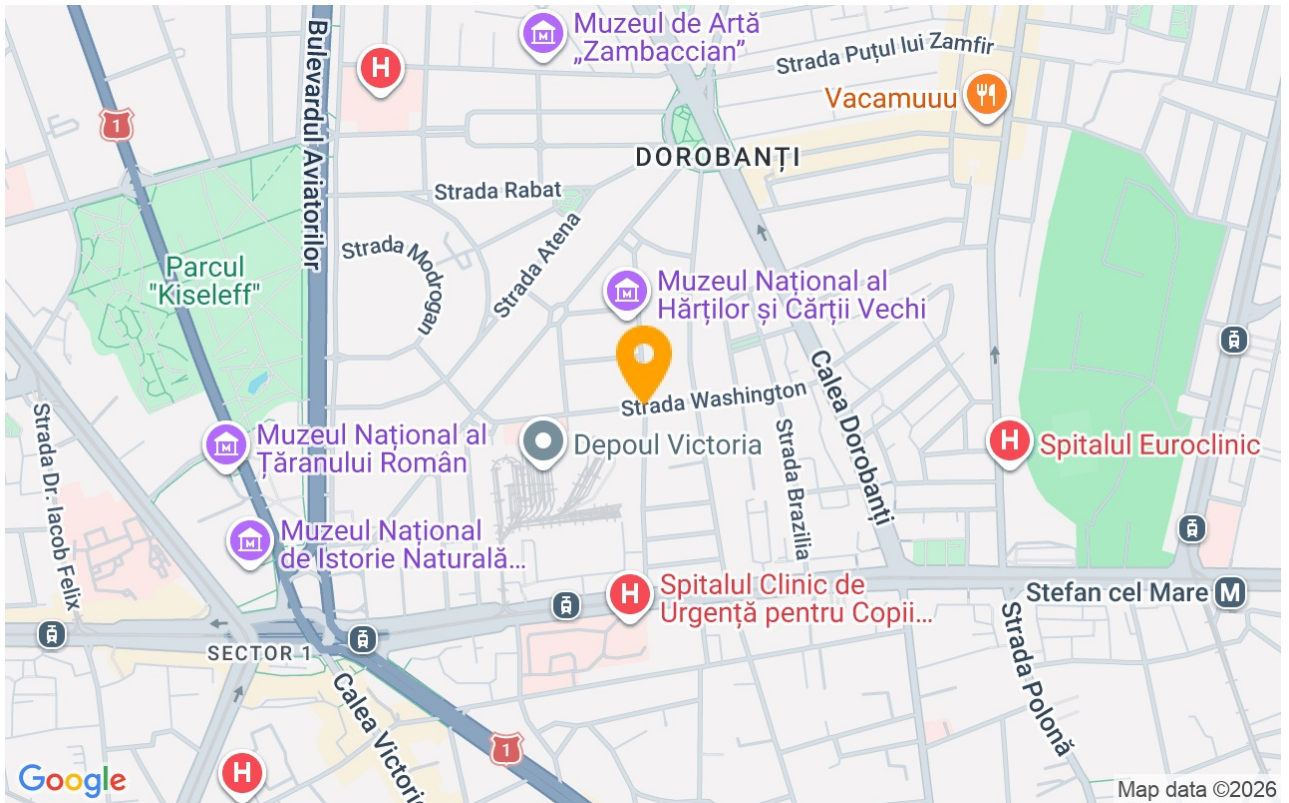 Muzeul de Artă
„Zambaccian”
Strada Puțul lui Zamfir
Bulevardul Aviatorilor
H
Vacamuuu
1
DOROBANȚI
Strada Rabat
Strada Atena
Strada Modrogan
Parcul
"Kiseleff"
Muzeul Național al
Hărților și Cărții Vechi
Calea Dorobanți
Strada Washington
Strada Brazilia
Strada Dr. Iacob Felix
Muzeul Național al
Țăranului Român
Depoul Victoria
H
Spitalul Euroclinic
Muzeul Național
de Istorie Naturală…
H
Spitalul Clinic de
Urgență pentru Copii…
Stefan cel Mare M
SECTOR 1
Strada Polonă
Calea Victorie
1
H
Google
Map data ©2026